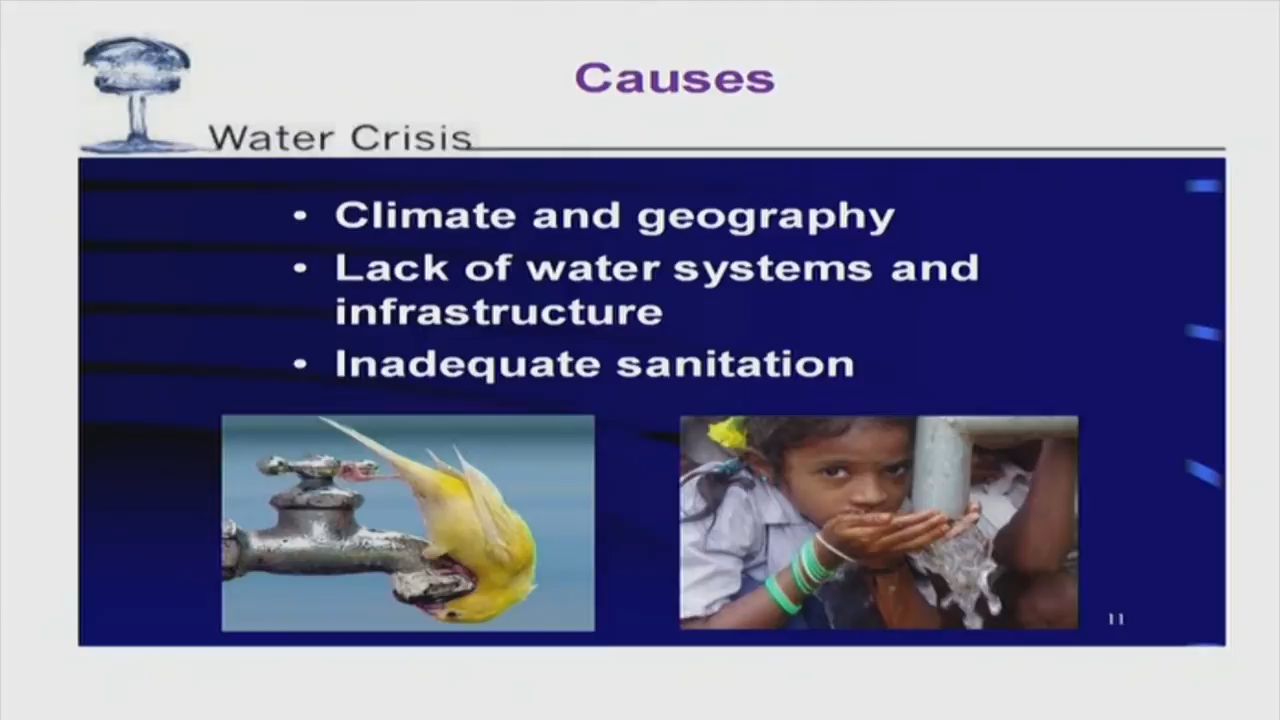 Causes
Water Crisis
• Climate and geography
• Lack of water systems and
infrastructure
• Inadequate sanitation
11